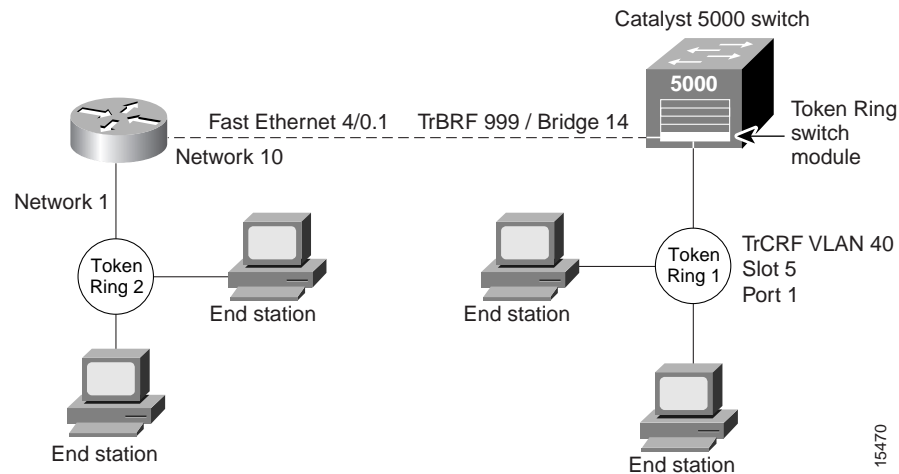 Catalyst 5000 switch
5000
Fast Ethernet 4/0.1
TrBRF 999 / Bridge 14
Token Ring
switch
module
Network 10
Network 1
Token
Ring 2
End station
End station
Token
Ring 1
TrCRF VLAN 40
Slot 5
Port 1
End station
End station
15470